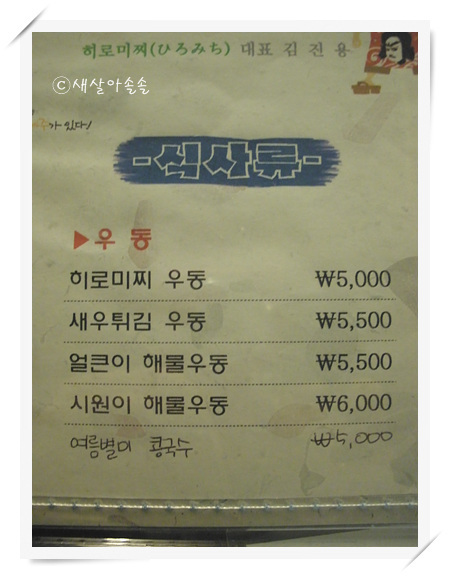 히로미찌(ひろみち) 대표 김 진 용
ⓒ새살아솔솔
가 있다!
-식사류-
▶우 동
히로미찌 우동 ₩5,000
새우튀김 우동 ₩5,500
얼큰이 해물우동 ₩5,500
시원이 해물우동 ₩6,000
여름별미 콩국수 ₩5,000